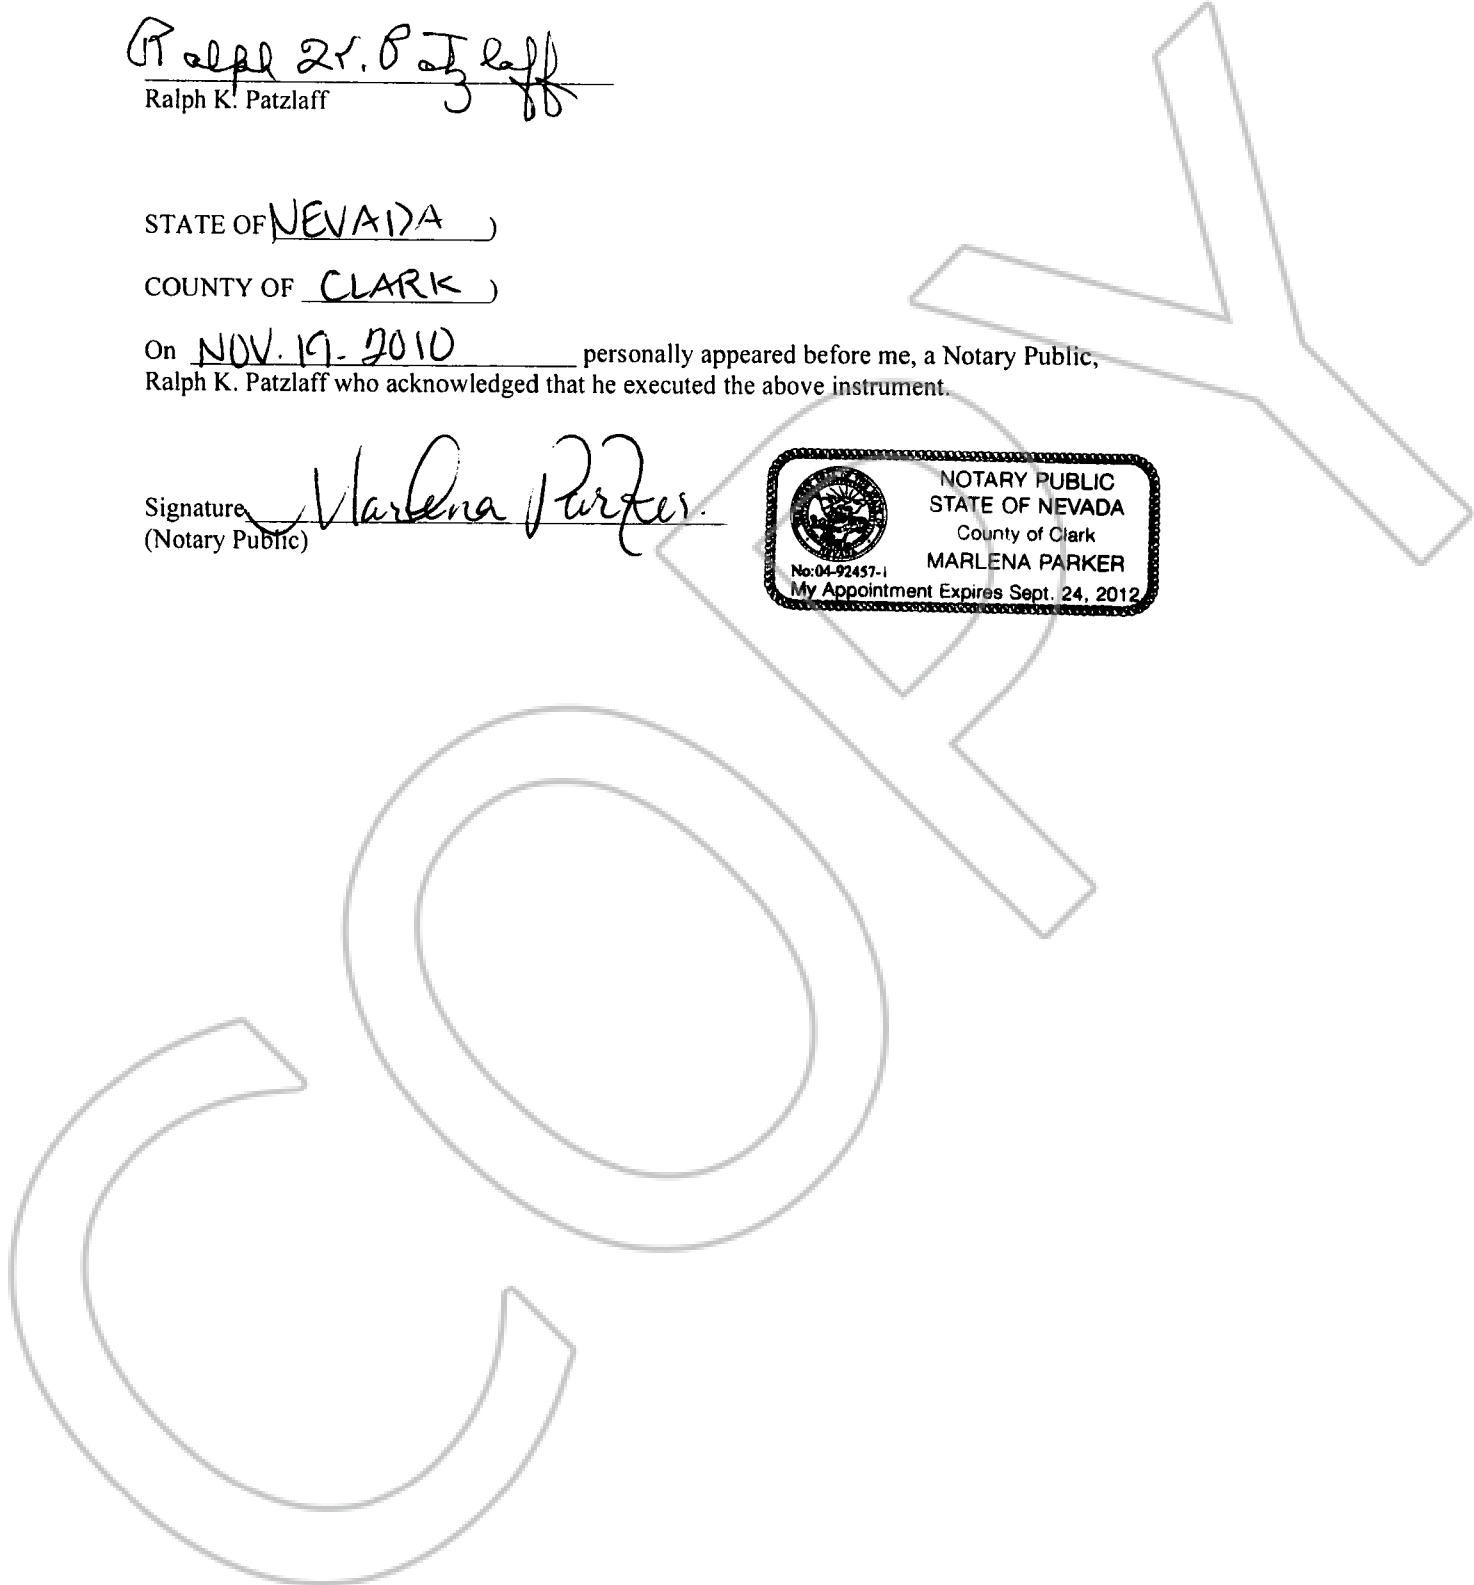 Ralph K. Patzlaff
Ralph K. Patzlaff
STATE OF NEVADA )
COUNTY OF CLARK )
On NOV. 19. 2010 personally appeared before me, a Notary Public,
Ralph K. Patzlaff who acknowledged that he executed the above instrument.
Signature Marlena Parker.
(Notary Public)
NOTARY PUBLIC
STATE OF NEVADA
County of Clark
MARLENA PARKER
No:04-92457-1
My Appointment Expires Sept. 24, 2012
COPY